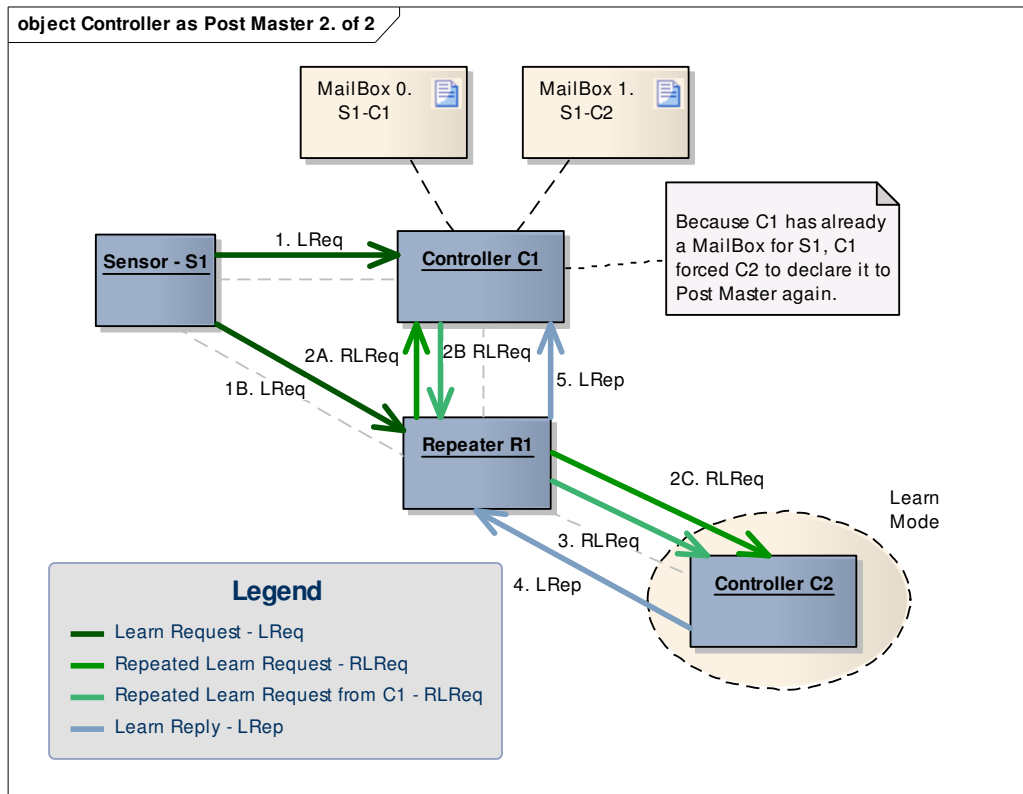 object Controller as Post Master 2. of 2
MailBox 0.
S1-C1
MailBox 1.
S1-C2
Because C1 has already
a MailBox for S1, C1
forced C2 to declare it to
Post Master again.
Sensor - S1
1. LReq
Controller C1
2A. RLReq
2B RLReq
1B. LReq
5. LRep
Repeater R1
2C. RLReq
Learn
Mode
3. RLReq
4. LRep
Controller C2
Legend
Learn Request - LReq
Repeated Learn Request - RLReq
Repeated Learn Request from C1 - RLReq
Learn Reply - LRep